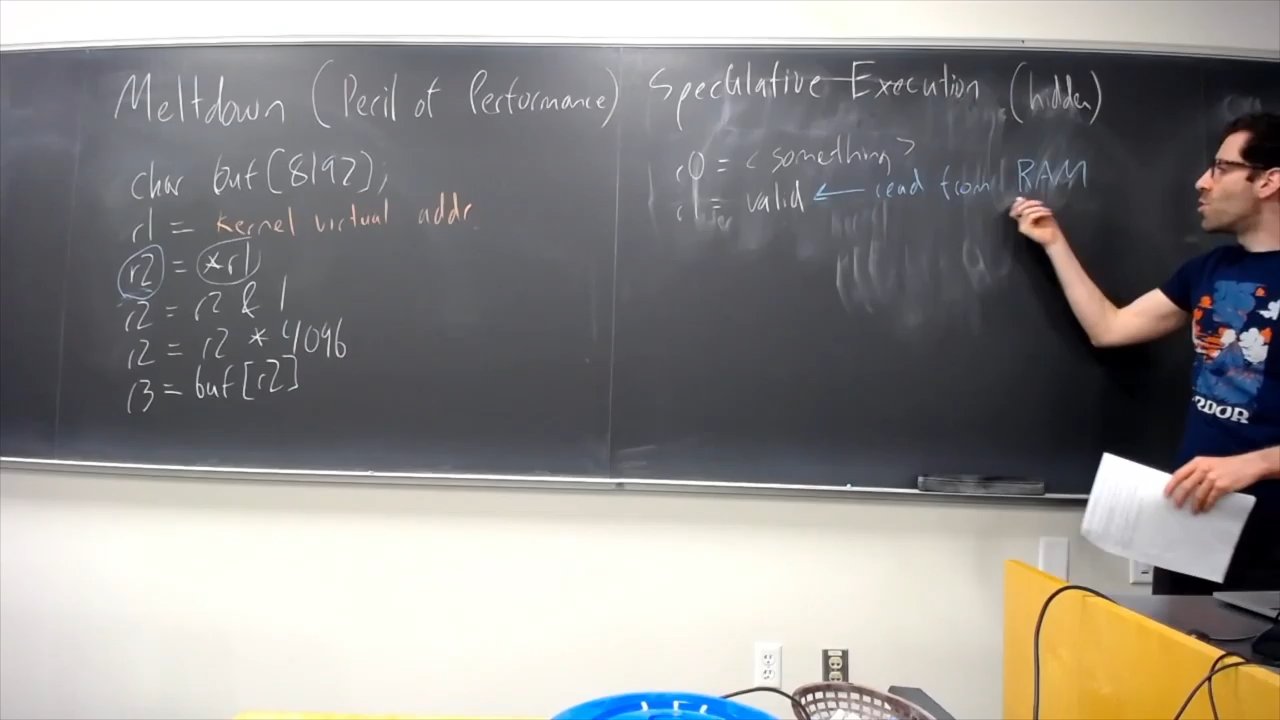 Meltdown (Peril of Performance)
char buf[8192];
r1 = kernel virtual addr.
r2 = *r1
r2 = r2 & 1
r2 = r2 * 4096
r3 = buf[r2]
Speculative Execution (hidden)
r0 = <something>
r1 = valid ← read from RAM
RDOR